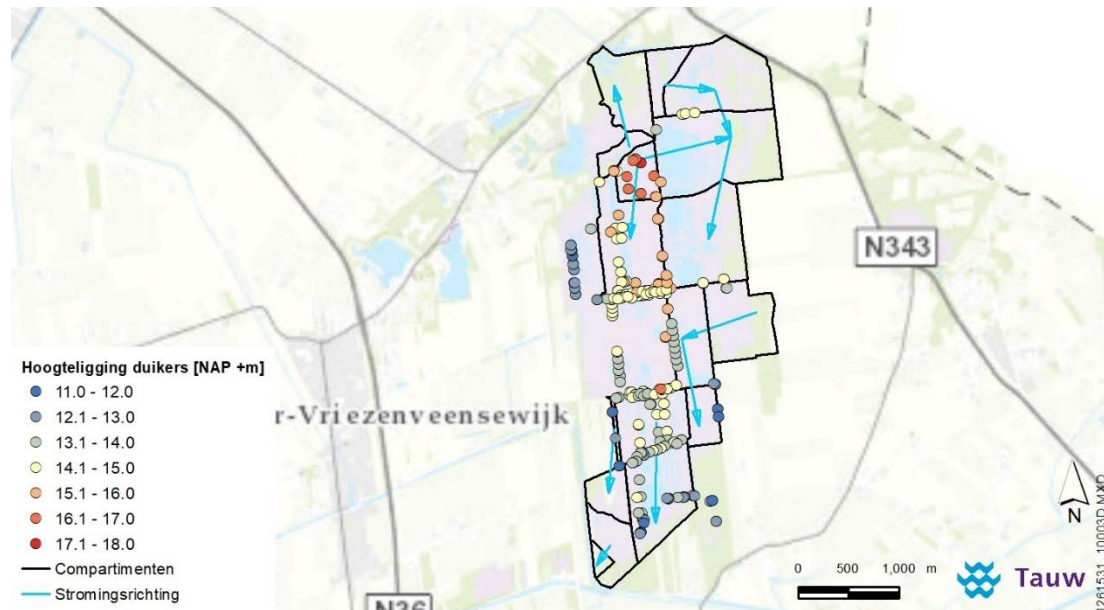 N343
r-Vriezenveensewijk
Hoogteligging duikers [NAP +m]
11.0 - 12.0
12.1 - 13.0
13.1 - 14.0
14.1 - 15.0
15.1 - 16.0
16.1 - 17.0
17.1 - 18.0
Compartimenten
Stromingsrichting
N36
N
0 500 1,000 m
Tauw